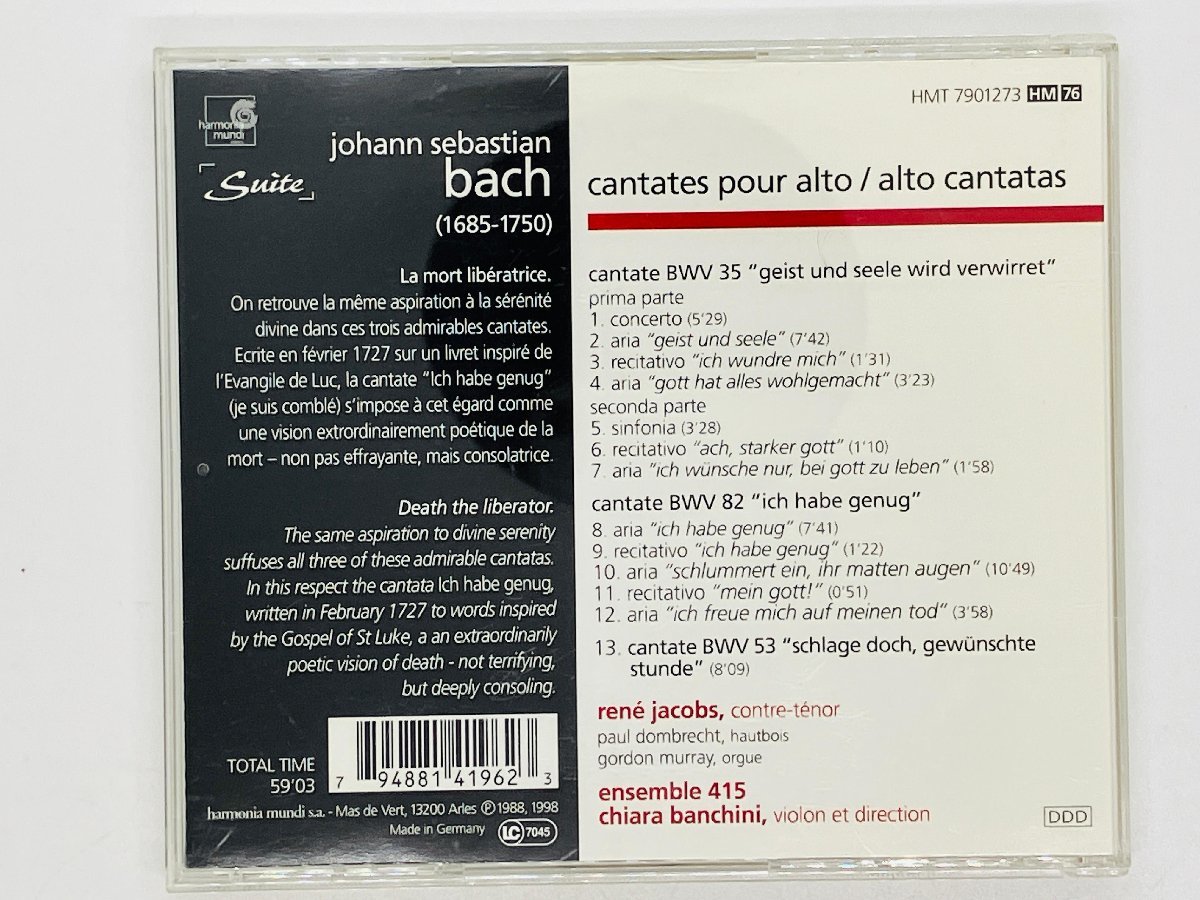 harmonia
mundi
Suite
johann sebastian
bach
(1685-1750)
La mort libératrice.
On retrouve la même aspiration à la sérénité
divine dans ces trois admirables cantates.
Ecrite en février 1727 sur un livret inspiré de
l'Evangile de Luc, la cantate “Ich habe genug”
(je suis comblé) s'impose à cet égard comme
une vision extrordinairement poétique de la
mort – non pas effrayante, mais consolatrice.
Death the liberator.
The same aspiration to divine serenity
suffuses all three of these admirable cantatas.
In this respect the cantata Ich habe genug,
written in February 1727 to words inspired
by the Gospel of St Luke, a an extraordinarily
poetic vision of death - not terrifying,
but deeply consoling.
TOTAL TIME
59'03
7 94881 41962 3
harmonia mundi s.a. - Mas de Vert, 13200 Arles ℗ 1988, 1998
Made in Germany LC 7045
HMT 7901273 HM 76
cantates pour alto / alto cantatas
cantate BWV 35 “geist und seele wird verwirret”
prima parte
1. concerto (5'29)
2. aria “geist und seele” (7'42)
3. recitativo “ich wundre mich” (1'31)
4. aria “gott hat alles wohlgemacht” (3'23)
seconda parte
5. sinfonia (3'28)
6. recitativo “ach, starker gott” (1'10)
7. aria “ich wünsche nur, bei gott zu leben” (1'58)
cantate BWV 82 “ich habe genug”
8. aria “ich habe genug” (7'41)
9. recitativo “ich habe genug” (1'22)
10. aria “schlummert ein, ihr matten augen” (10'49)
11. recitativo “mein gott!” (0'51)
12. aria “ich freue mich auf meinen tod” (3'58)
13. cantate BWV 53 “schlage doch, gewünschte
stunde” (8'09)
rené jacobs, contre-ténor
paul dombrecht, hautbois
gordon murray, orgue
ensemble 415
chiara banchini, violon et direction
DDD